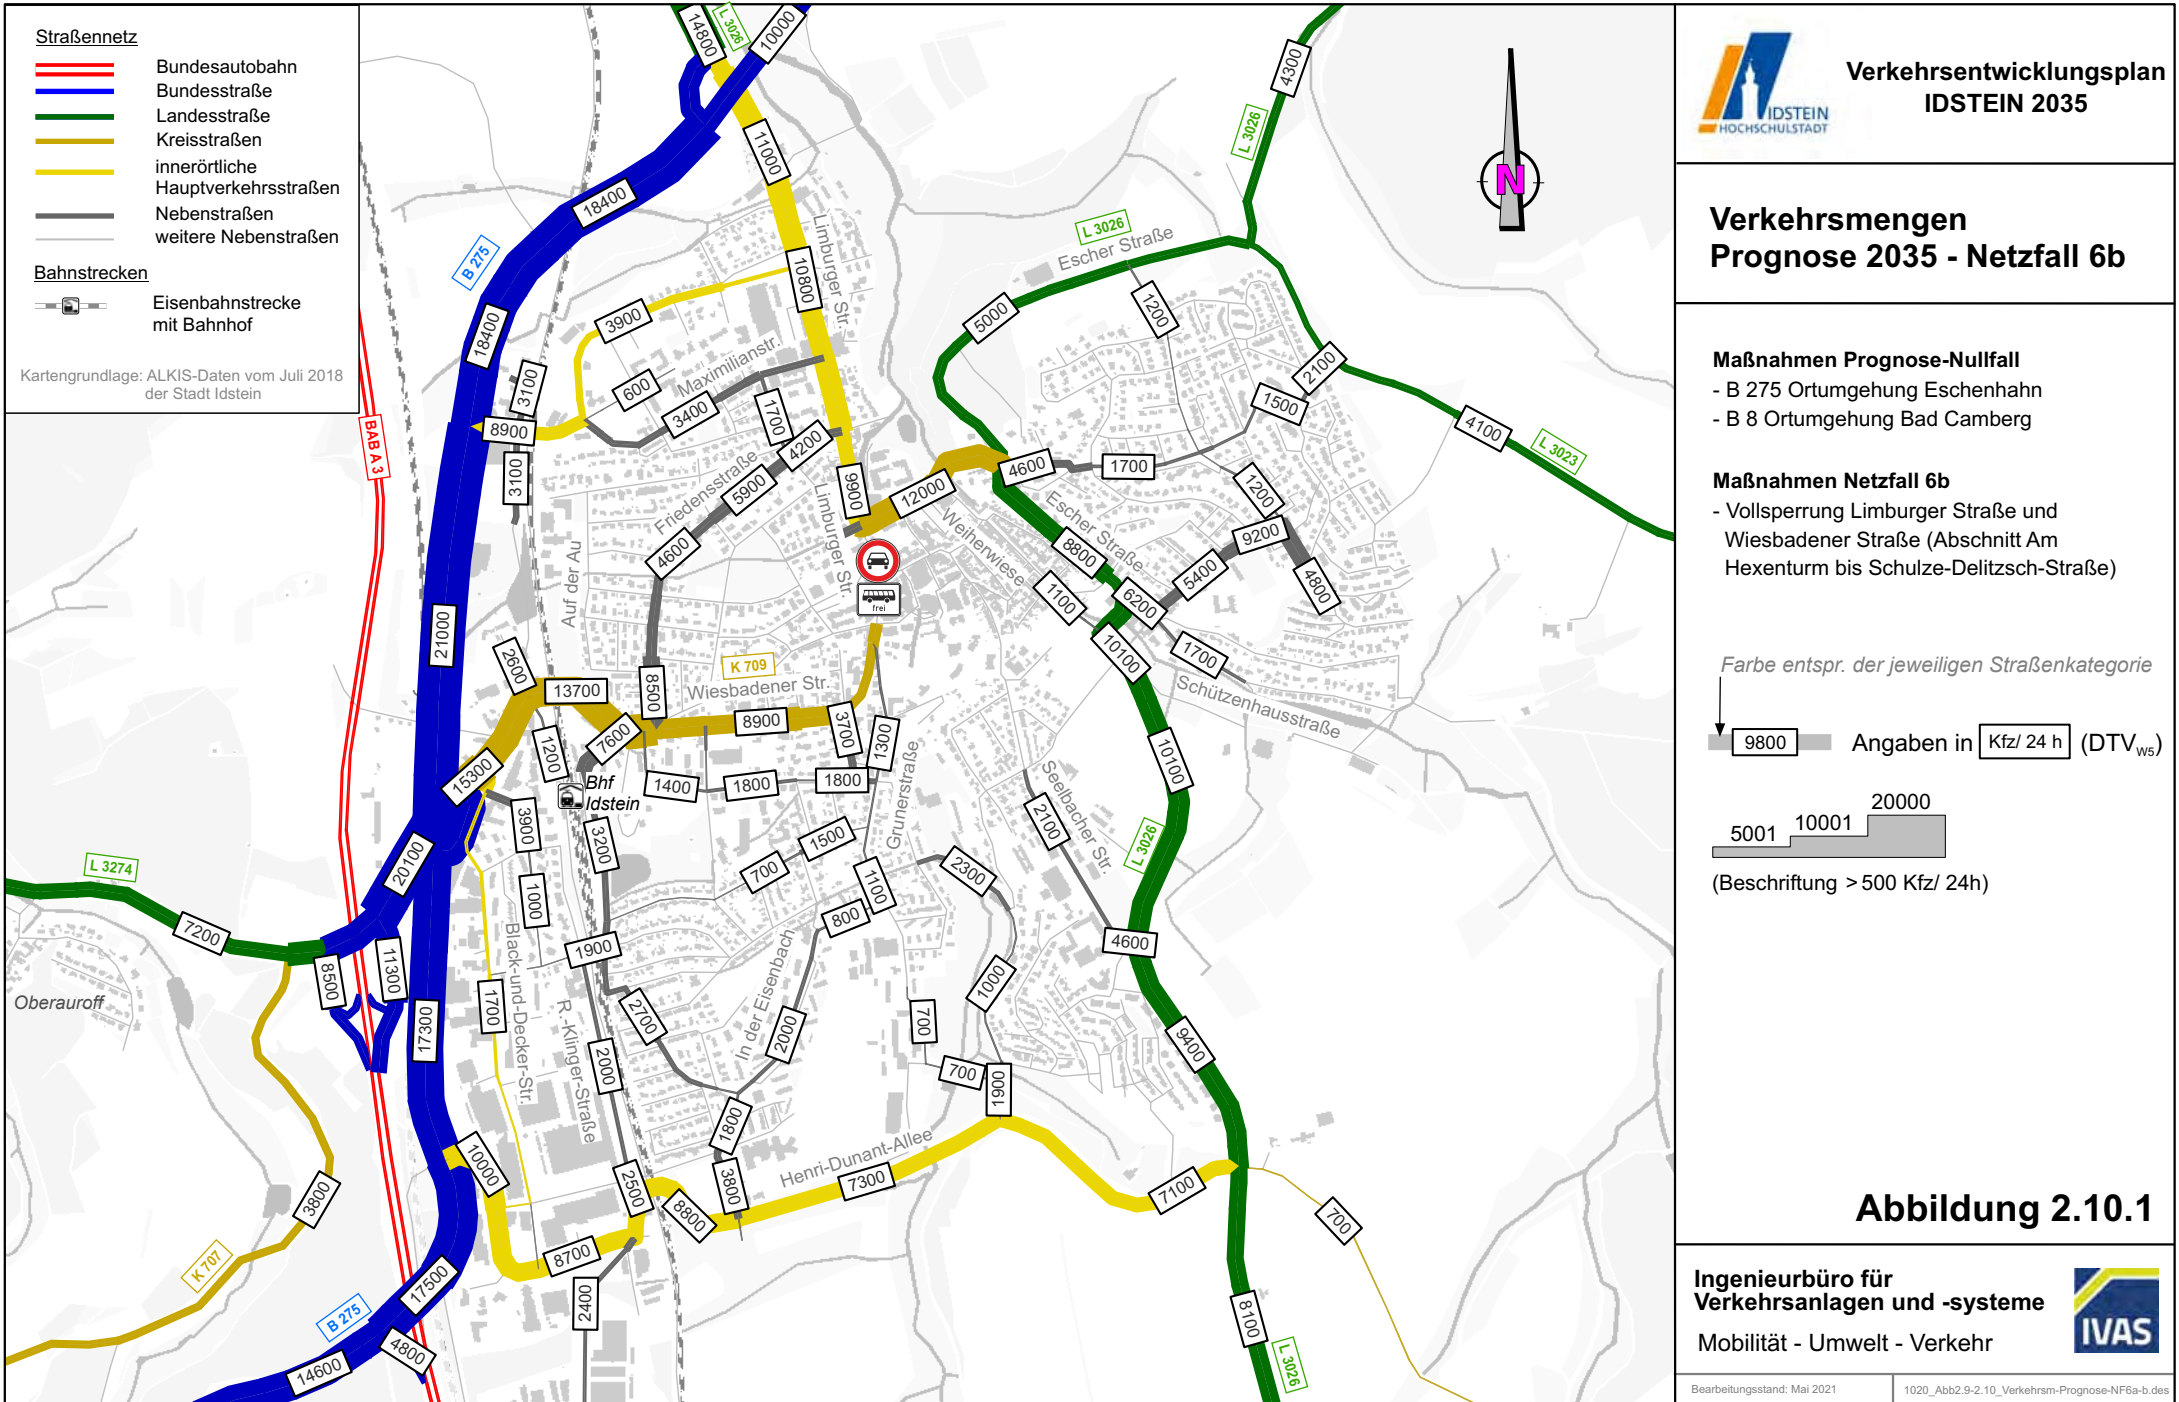 Straßennetz
Bundesautobahn
Bundesstraße
Landesstraße
Kreisstraßen
innerörtliche
Hauptverkehrsstraßen
Nebenstraßen
weitere Nebenstraßen
Bahnstrecken
Eisenbahnstrecke
mit Bahnhof
Kartengrundlage: ALKIS-Daten vom Juli 2018
der Stadt Idstein
14800
L 3026
10000
11000
18400
B 275
Limburger Str.
10800
3900
18400
3100
600
Maximilianstr.
3400
1700
8900
4200
3100
5900
Friedensstraße
9900
Limburger Str.
4600
Auf der Au
BAB A 3
21000
4300
L 3026
L 3026
Escher Straße
1200
5000
2100
1500
4100
L 3023
4600
1700
12000
1200
Weiherwiese
Escher Straße
8800
9200
5400
4800
1100
6200
frei
10100
1700
Schützenhausstraße
2600
13700
8500
K 709
Wiesbadener Str.
8900
3700
1300
7600
1200
15300
Bhf
Idstein
1400
1800
1800
Grunerstraße
3900
3200
1500
700
1100
2300
800
1000
20100
L 3274
7200
8500
11300
Oberauroff
17300
1900
Black-und-Decker-Str.
1700
2700
R.-Klinger-Straße
2000
In der Eisenbach
2000
1800
3800
700
700
1000
1900
Seelbacher Str.
2100
10100
L 3026
4600
9400
10000
2500
8800
Henri-Dunant-Allee
7300
7100
700
8700
2400
3800
K 707
17500
B 275
4800
14600
8100
L 3026
N
IDSTEIN
HOCHSCHULSTADT
Verkehrsentwicklungsplan
IDSTEIN 2035
Verkehrsmengen
Prognose 2035 - Netzfall 6b
Maßnahmen Prognose-Nullfall
- B 275 Ortumgehung Eschenhahn
- B 8 Ortumgehung Bad Camberg
Maßnahmen Netzfall 6b
- Vollsperrung Limburger Straße und
Wiesbadener Straße (Abschnitt Am
Hexenturm bis Schulze-Delitzsch-Straße)
Farbe entspr. der jeweiligen Straßenkategorie
9800 Angaben in Kfz/ 24 h (DTVW5)
5001 10001 20000
(Beschriftung > 500 Kfz/ 24h)
Abbildung 2.10.1
Ingenieurbüro für
Verkehrsanlagen und -systeme
Mobilität - Umwelt - Verkehr
IVAS
Bearbeitungsstand: Mai 2021
1020_Abb2.9-2.10_Verkehrsm-Prognose-NF6a-b.des